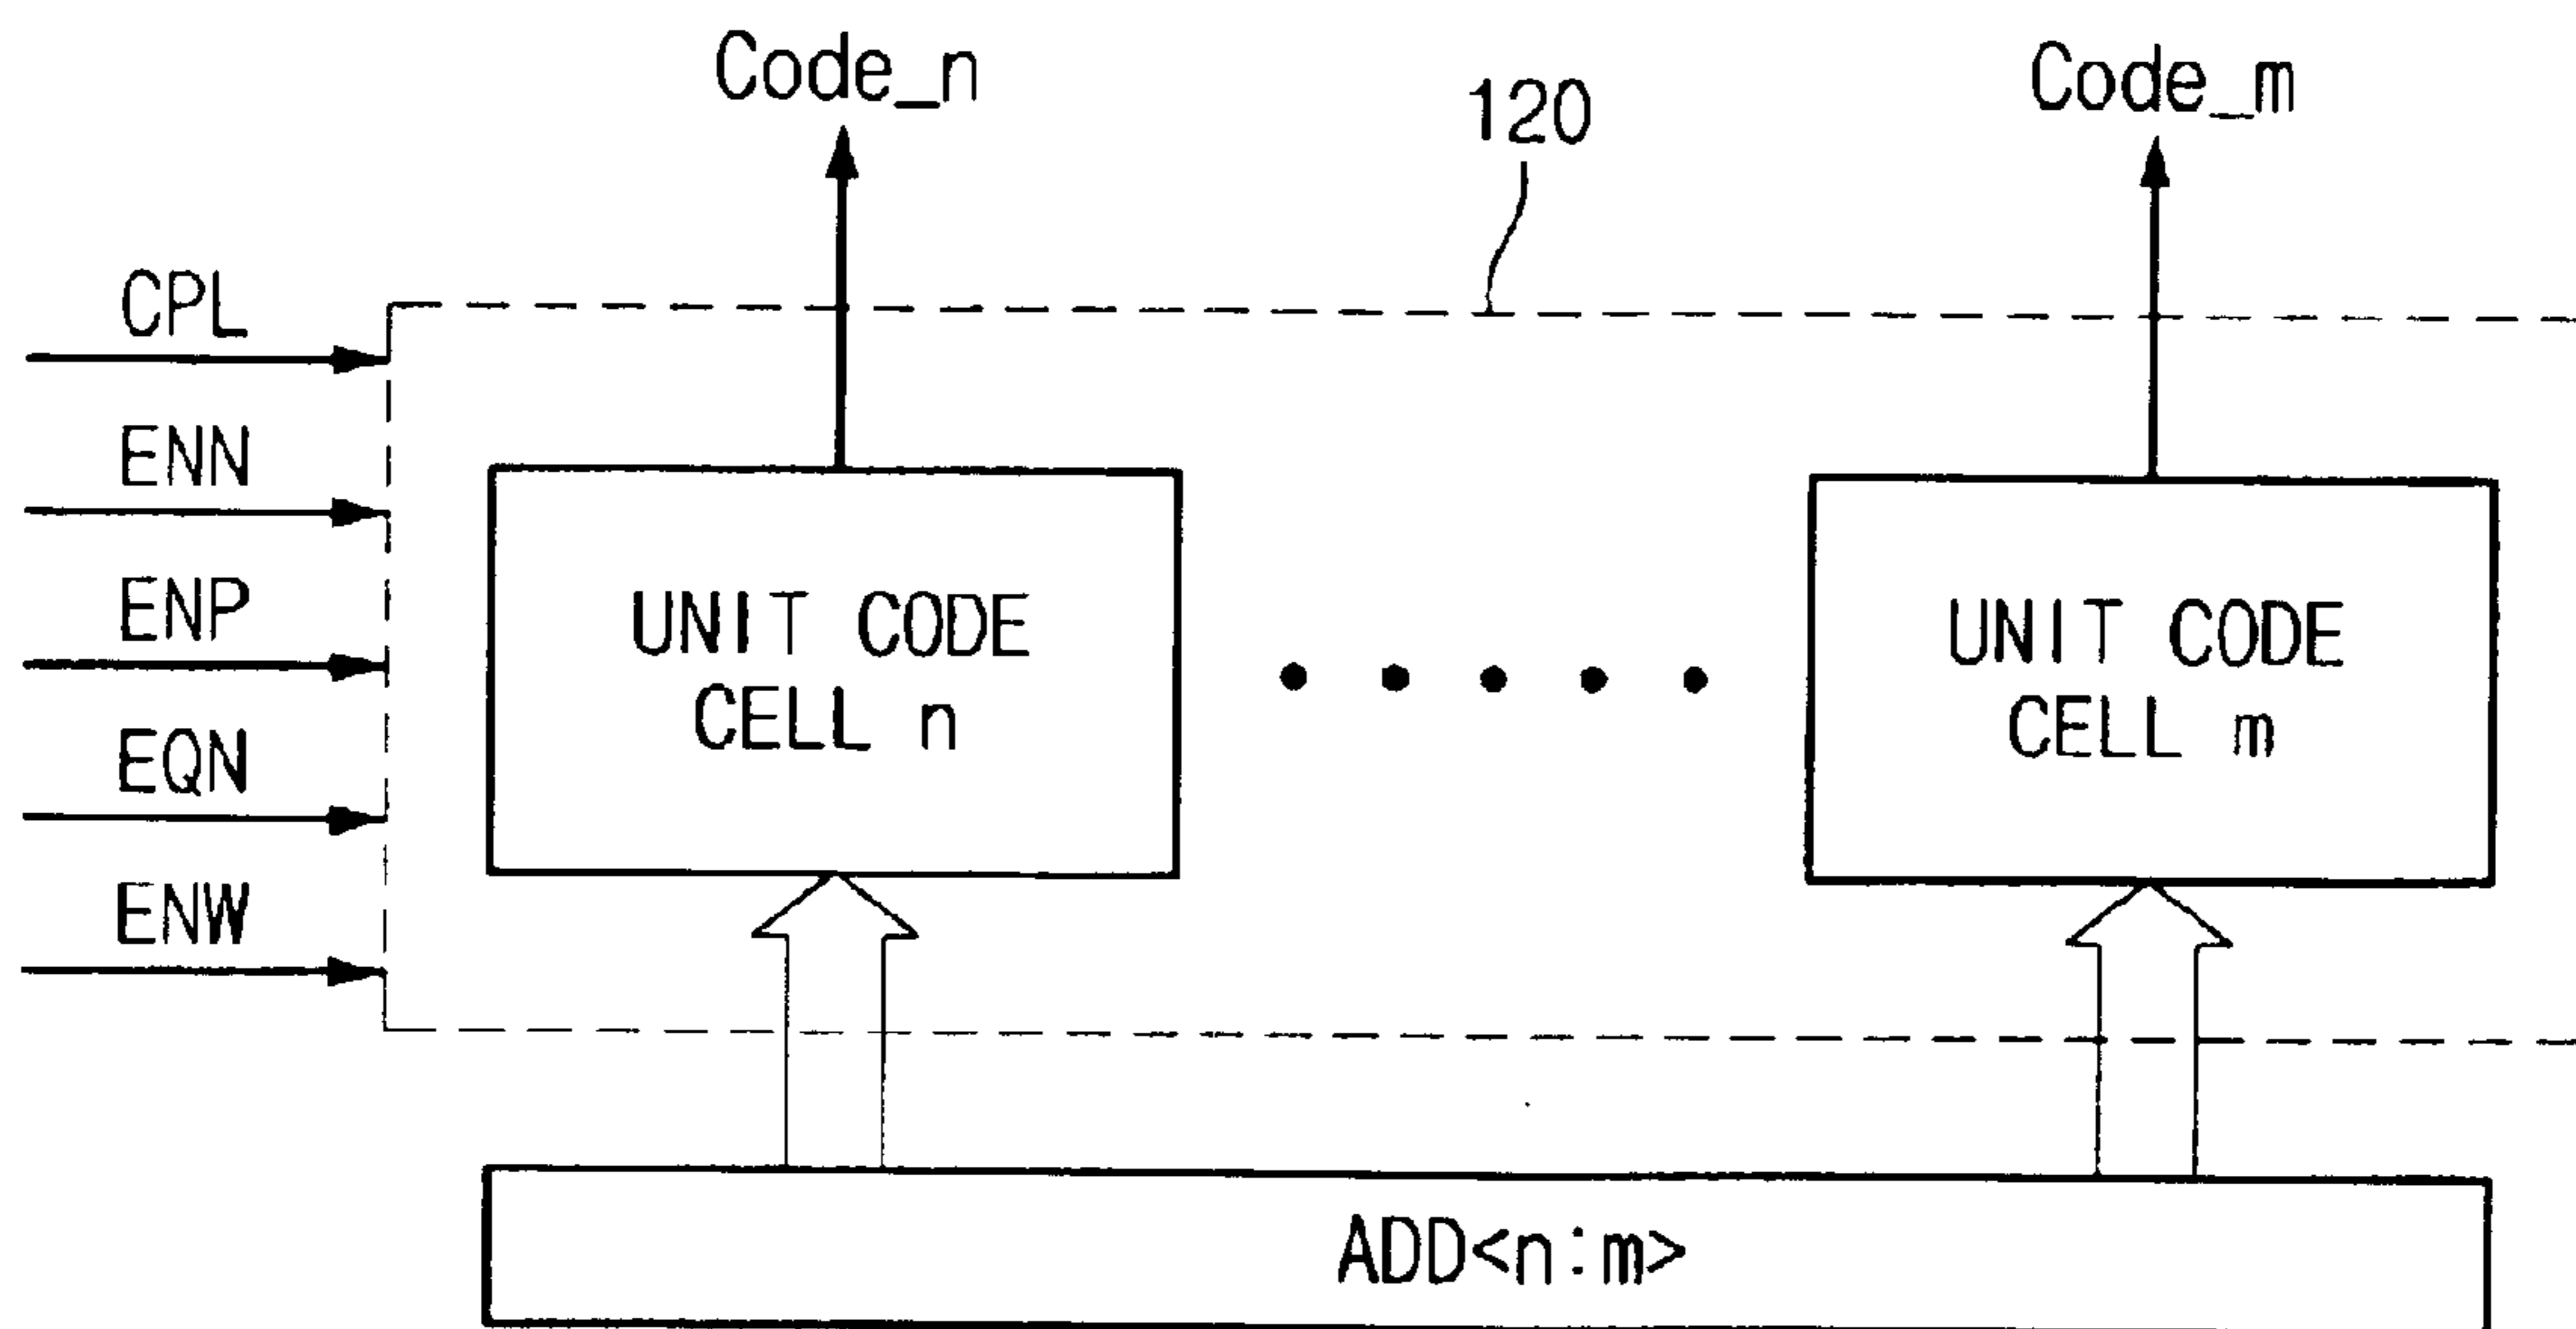 Code_n
Code_m
120
CPL
ENN
ENP
EQN
ENW
UNIT CODE
CELL n
UNIT CODE
CELL m
ADD<n:m>